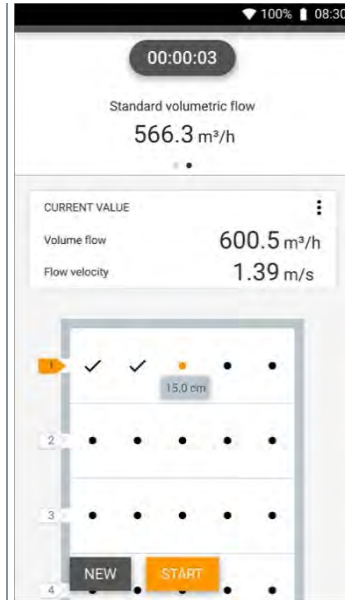 100% 08:30
00:00:03
Standard volumetric flow
566.3 m³/h
CURRENT VALUE
Volume flow 600.5 m³/h
Flow velocity 1.39 m/s
1
15.0 cm
2
3
4
NEW START